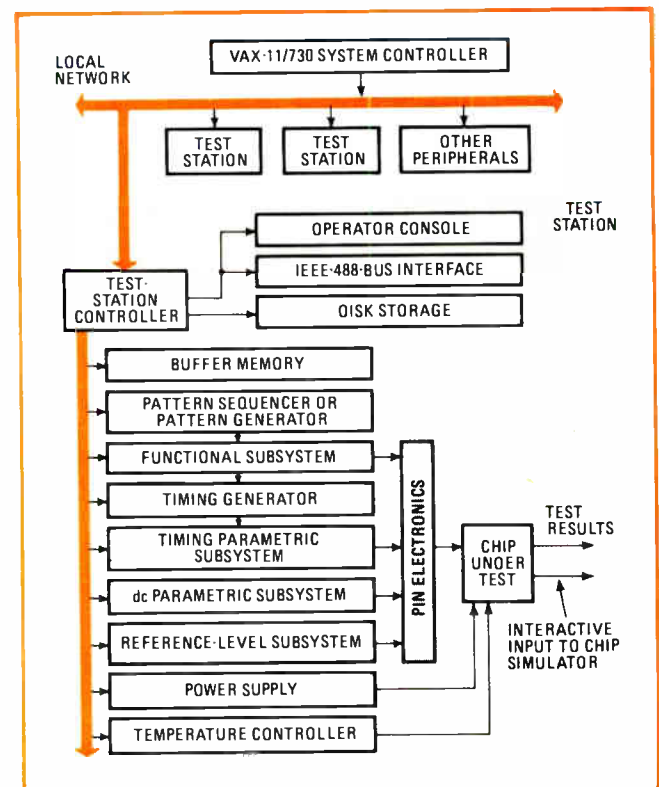 VAX-11/730 SYSTEM CONTROLLER
LOCAL
NETWORK
TEST
STATION
TEST
STATION
OTHER
PERIPHERALS
TEST
STATION
OPERATOR CONSOLE
IEEE-488-BUS INTERFACE
DISK STORAGE
TEST-
STATION
CONTROLLER
BUFFER MEMORY
PATTERN SEQUENCER OR
PATTERN GENERATOR
FUNCTIONAL SUBSYSTEM
TIMING GENERATOR
TIMING PARAMETRIC
SUBSYSTEM
dc PARAMETRIC SUBSYSTEM
REFERENCE-LEVEL SUBSYSTEM
POWER SUPPLY
TEMPERATURE CONTROLLER
PIN ELECTRONICS
CHIP
UNDER
TEST
TEST
RESULTS
INTERACTIVE
INPUT TO CHIP
SIMULATOR